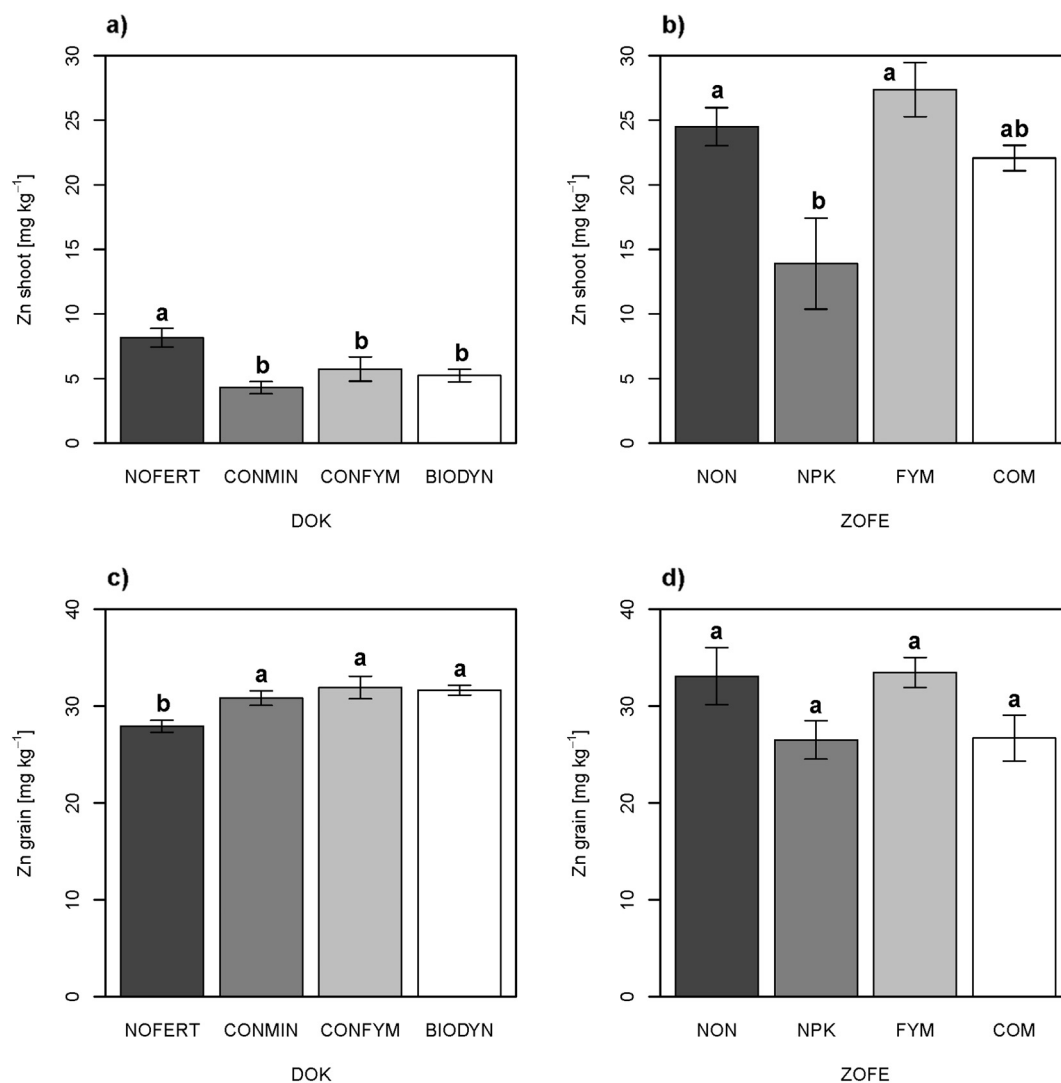 a)
Zn shoot [mg kg⁻¹]
30
25
20
15
10
5
0
a
b
b
b
NOFERT CONMIN CONFYM BIODYN
DOK
b)
Zn shoot [mg kg⁻¹]
30
25
20
15
10
5
0
a
b
a
ab
NON NPK FYM COM
ZOFE
c)
Zn grain [mg kg⁻¹]
40
30
20
10
0
b
a
a
a
NOFERT CONMIN CONFYM BIODYN
DOK
d)
Zn grain [mg kg⁻¹]
40
30
20
10
0
a
a
a
a
NON NPK FYM COM
ZOFE